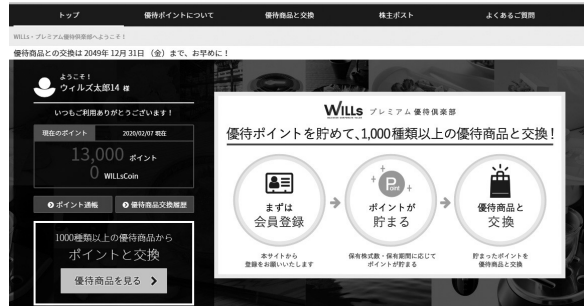 トップ
優待ポイントについて
優待商品と交換
株主ポスト
よくあるご質問
WILLs・プレミアム優待倶楽部へようこそ！
優待商品との交換は 2049年 12月 31日 （金） まで、お早めに！
ようこそ！
ウィルズ太郎14 様
いつもご利用ありがとうございます！
現在のポイント
2020/02/07 現在
13,000 ポイント
0 WILLsCoin
ポイント通帳
優待商品交換履歴
1000種類以上の優待商品から
ポイントと交換
優待商品を見る
WILLs プレミアム優待倶楽部
優待ポイントを貯めて、1,000種類以上の優待商品と交換！
まずは
会員登録
本サイトから
登録をお願いいたします
Point
ポイントが
貯まる
保有株式数・保有期間に応じて
ポイントが貯まる
優待商品と
交換
貯まったポイントを
優待商品と交換